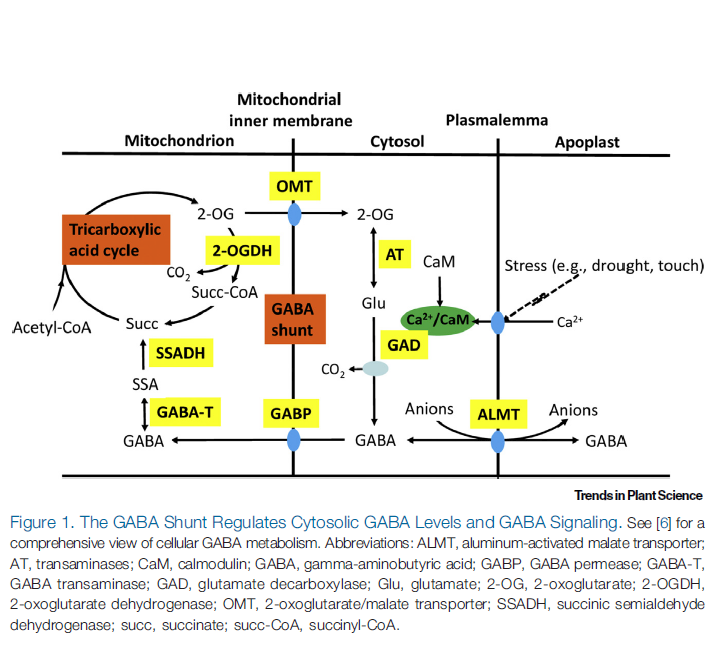 Mitochondrial
inner membrane
Plasmalemma
Mitochondrion
Cytosol
Apoplast
OMT
2-OG
2-OG
Tricarboxylic
acid cycle
2-OGDH
AT
CaM
Stress (e.g., drought, touch)
CO2
Succ-CoA
GABA
shunt
Glu
Ca2+/CaM
Ca2+
Acetyl-CoA
Succ
SSADH
GAD
CO2
SSA
GABA-T
GABP
Anions
ALMT
Anions
GABA
GABA
GABA
Trends in Plant Science
Figure 1. The GABA Shunt Regulates Cytosolic GABA Levels and GABA Signaling. See [6] for a
comprehensive view of cellular GABA metabolism. Abbreviations: ALMT, aluminum-activated malate transporter;
AT, transaminases; CaM, calmodulin; GABA, gamma-aminobutyric acid; GABP, GABA permease; GABA-T,
GABA transaminase; GAD, glutamate decarboxylase; Glu, glutamate; 2-OG, 2-oxoglutarate; 2-OGDH,
2-oxoglutarate dehydrogenase; OMT, 2-oxoglutarate/malate transporter; SSADH, succinic semialdehyde
dehydrogenase; succ, succinate; succ-CoA, succinyl-CoA.